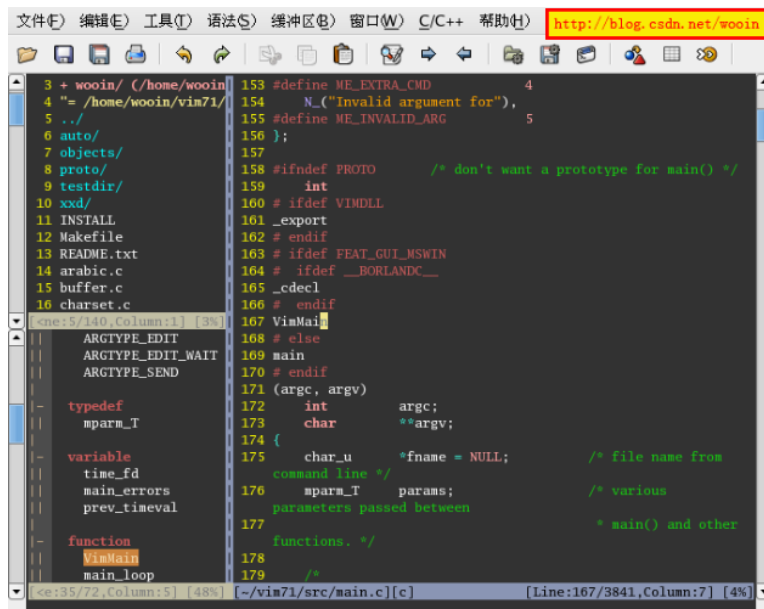 文件(F) 编辑(E) 工具(T) 语法(S) 缓冲区(B) 窗口(W) C/C++ 帮助(H) http://blog.csdn.net/wooin
3 + wooin/ (/home/wooin
4 "= /home/wooin/vim71/
5 ../
6 auto/
7 objects/
8 proto/
9 testdir/
10 xxd/
11 INSTALL
12 Makefile
13 README.txt
14 arabic.c
15 buffer.c
16 charset.c
[<ne:5/140,Column:1] [3%]
|| ARGTYPE_EDIT
|| ARGTYPE_EDIT_WAIT
|| ARGTYPE_SEND
|
|- typedef
|| mparm_T
|
|- variable
|| time_fd
|| main_errors
|| prev_timeval
|
|- function
|| VimMain
|| main_loop
[<e:35/72,Column:5] [48%]
153 #define ME_EXTRA_CMD 4
154 N_("Invalid argument for"),
155 #define ME_INVALID_ARG 5
156 };
157
158 #ifndef PROTO /* don't want a prototype for main() */
159 int
160 # ifdef VIMDLL
161 _export
162 # endif
163 # ifdef FEAT_GUI_MSWIN
164 # ifdef __BORLANDC__
165 _cdecl
166 # endif
167 VimMain
168 # else
169 main
170 # endif
171 (argc, argv)
172 int argc;
173 char **argv;
174 {
175 char_u *fname = NULL; /* file name from
command line */
176 mparm_T params; /* various
parameters passed between
177 * main() and other
functions. */
178
179 /*
[~/vim71/src/main.c][c] [Line:167/3841,Column:7] [4%]